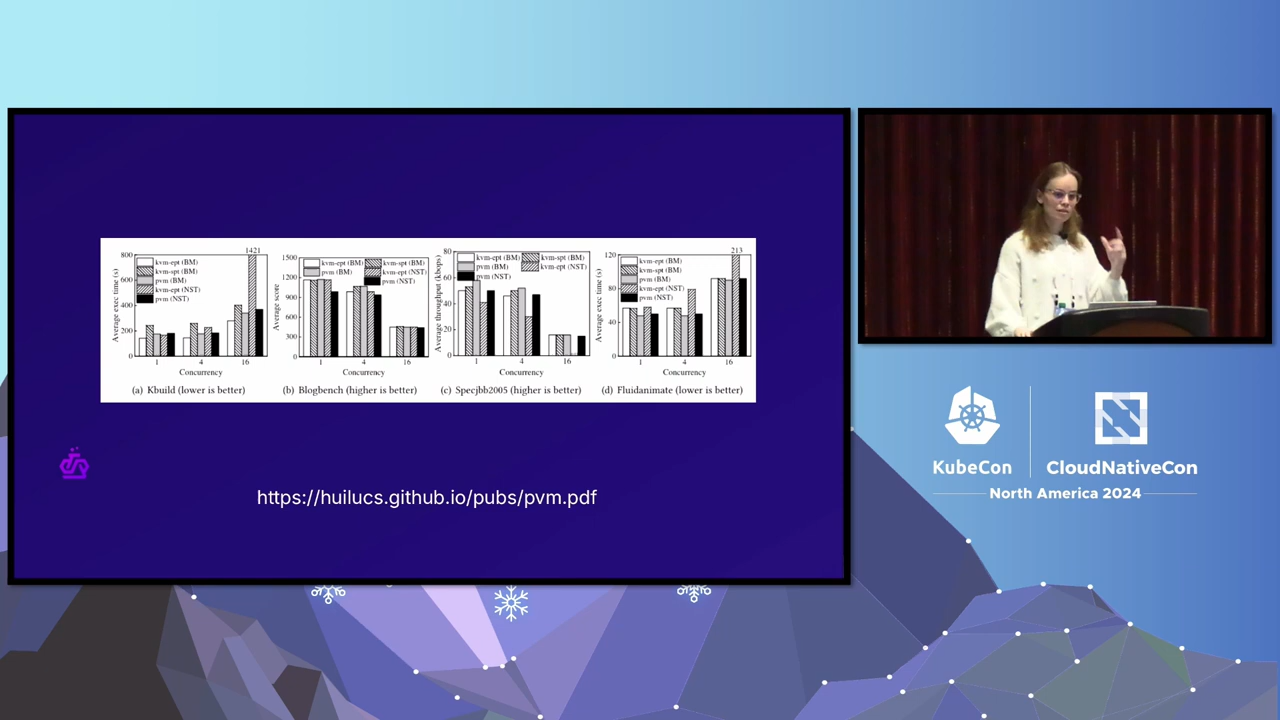 1421
800
600
400
200
0
Average exec time (s)
kvm-ept (BM)
kvm-spt (BM)
pvm (BM)
kvm-ept (NST)
pvm (NST)
1 4 16
Concurrency
(a) Kbuild (lower is better)
1500
1200
900
600
300
0
Average score
kvm-ept (BM)
pvm (BM)
kvm-spt (BM)
kvm-ept (NST)
pvm (NST)
1 4 16
Concurrency
(b) Blogbench (higher is better)
80
60
40
20
0
Average throughput (kbops)
kvm-ept (BM)
pvm (BM)
pvm (NST)
kvm-spt (BM)
kvm-ept (NST)
1 4 16
Concurrency
(c) Specjbb2005 (higher is better)
213
120
80
40
0
Average exec time (s)
kvm-ept (BM)
kvm-spt (BM)
pvm (BM)
kvm-ept (NST)
pvm (NST)
1 4 16
Concurrency
(d) Fluidanimate (lower is better)
https://huilucs.github.io/pubs/pvm.pdf
KubeCon
CloudNativeCon
North America 2024